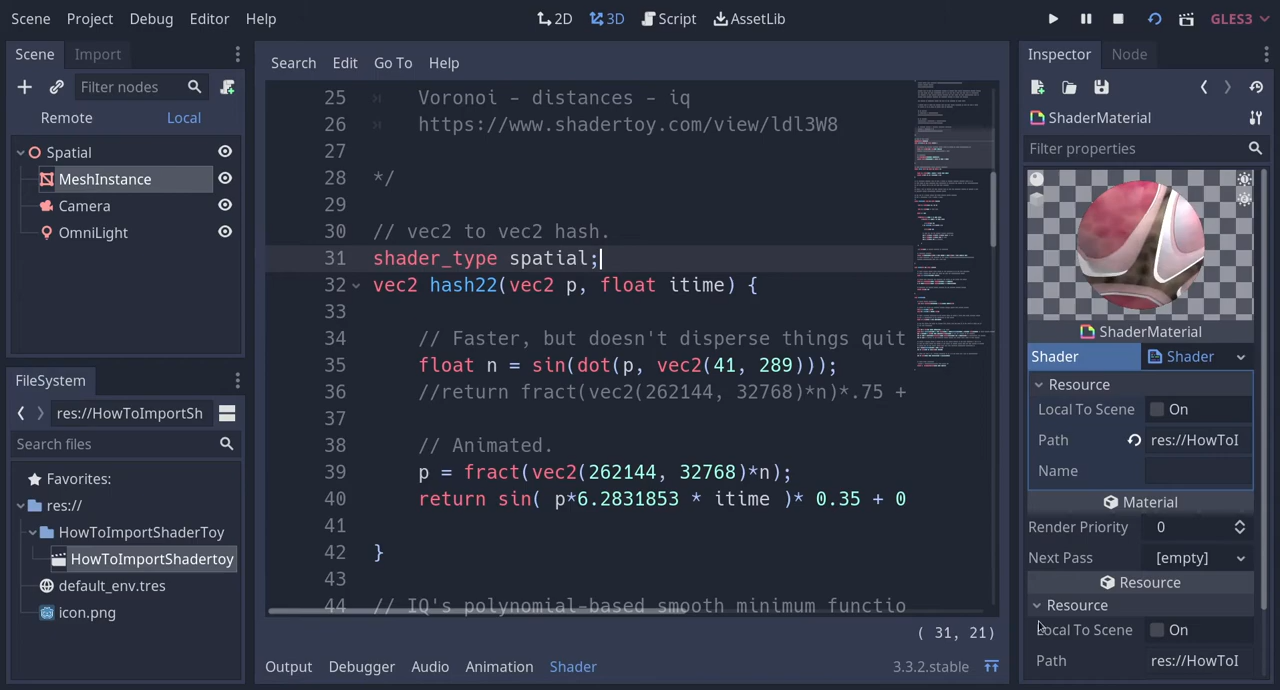 Scene Project Debug Editor Help 2D 3D Script AssetLib GLES3
Scene Import
Filter nodes
Remote Local
Spatial
MeshInstance
Camera
OmniLight
FileSystem
res://HowToImportSh
Search files
Favorites:
res://
HowToImportShaderToy
HowToImportShadertoy
default_env.tres
icon.png
Search Edit Go To Help
25 Voronoi - distances - iq
26 https://www.shadertoy.com/view/ldl3W8
27
28 */
29
30 // vec2 to vec2 hash.
31 shader_type spatial;
32 vec2 hash22(vec2 p, float itime) {
33
34 // Faster, but doesn't disperse things quit
35 float n = sin(dot(p, vec2(41, 289)));
36 //return fract(vec2(262144, 32768)*n)*.75 +
37
38 // Animated.
39 p = fract(vec2(262144, 32768)*n);
40 return sin( p*6.2831853 * itime )* 0.35 + 0
41
42 }
43
44 // IQ's polynomial-based smooth minimum functio
( 31, 21)
Output Debugger Audio Animation Shader 3.3.2.stable
Inspector Node
ShaderMaterial
Filter properties
ShaderMaterial
Shader Shader
Resource
Local To Scene On
Path res://HowToI
Name
Material
Render Priority 0
Next Pass [empty]
Resource
Resource
Local To Scene On
Path res://HowToI